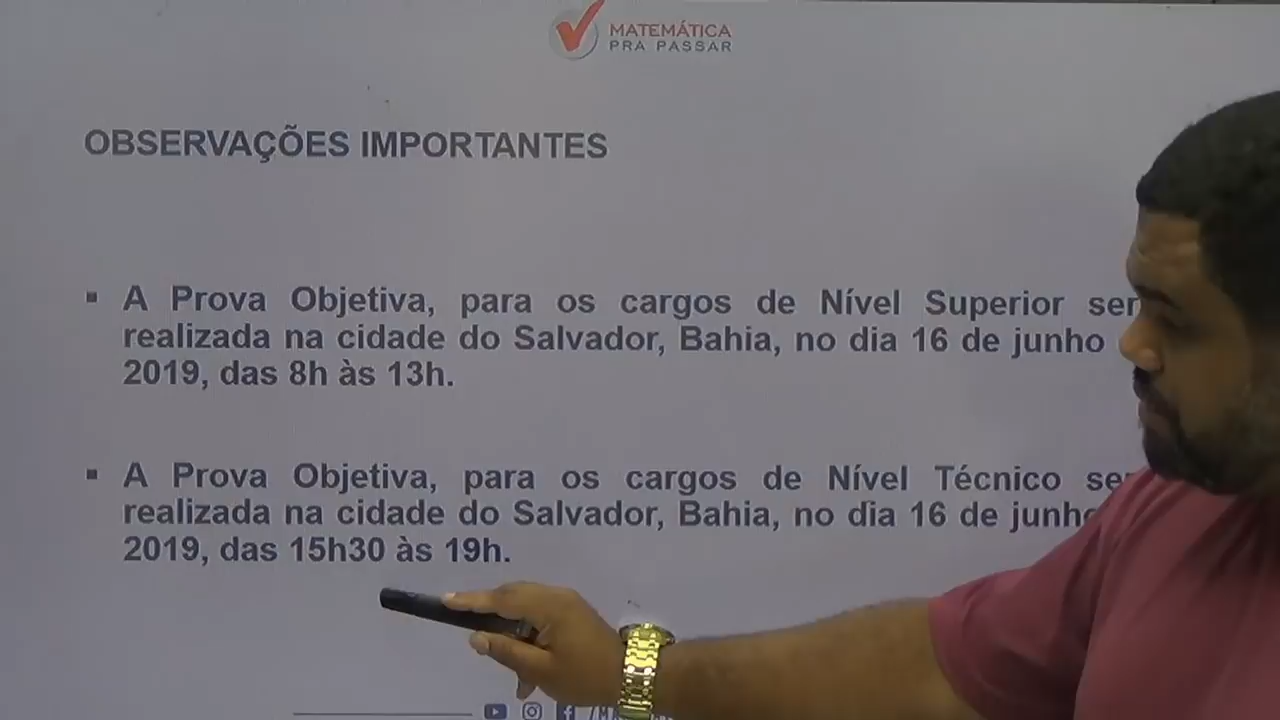 MATEMÁTICA
PRA PASSAR
OBSERVAÇÕES IMPORTANTES
▪ A Prova Objetiva, para os cargos de Nível Superior
realizada na cidade do Salvador, Bahia, no dia 16 de junho
2019, das 8h às 13h.
▪ A Prova Objetiva, para os cargos de Nível Técnico
realizada na cidade do Salvador, Bahia, no dia 16 de junho
2019, das 15h30 às 19h.